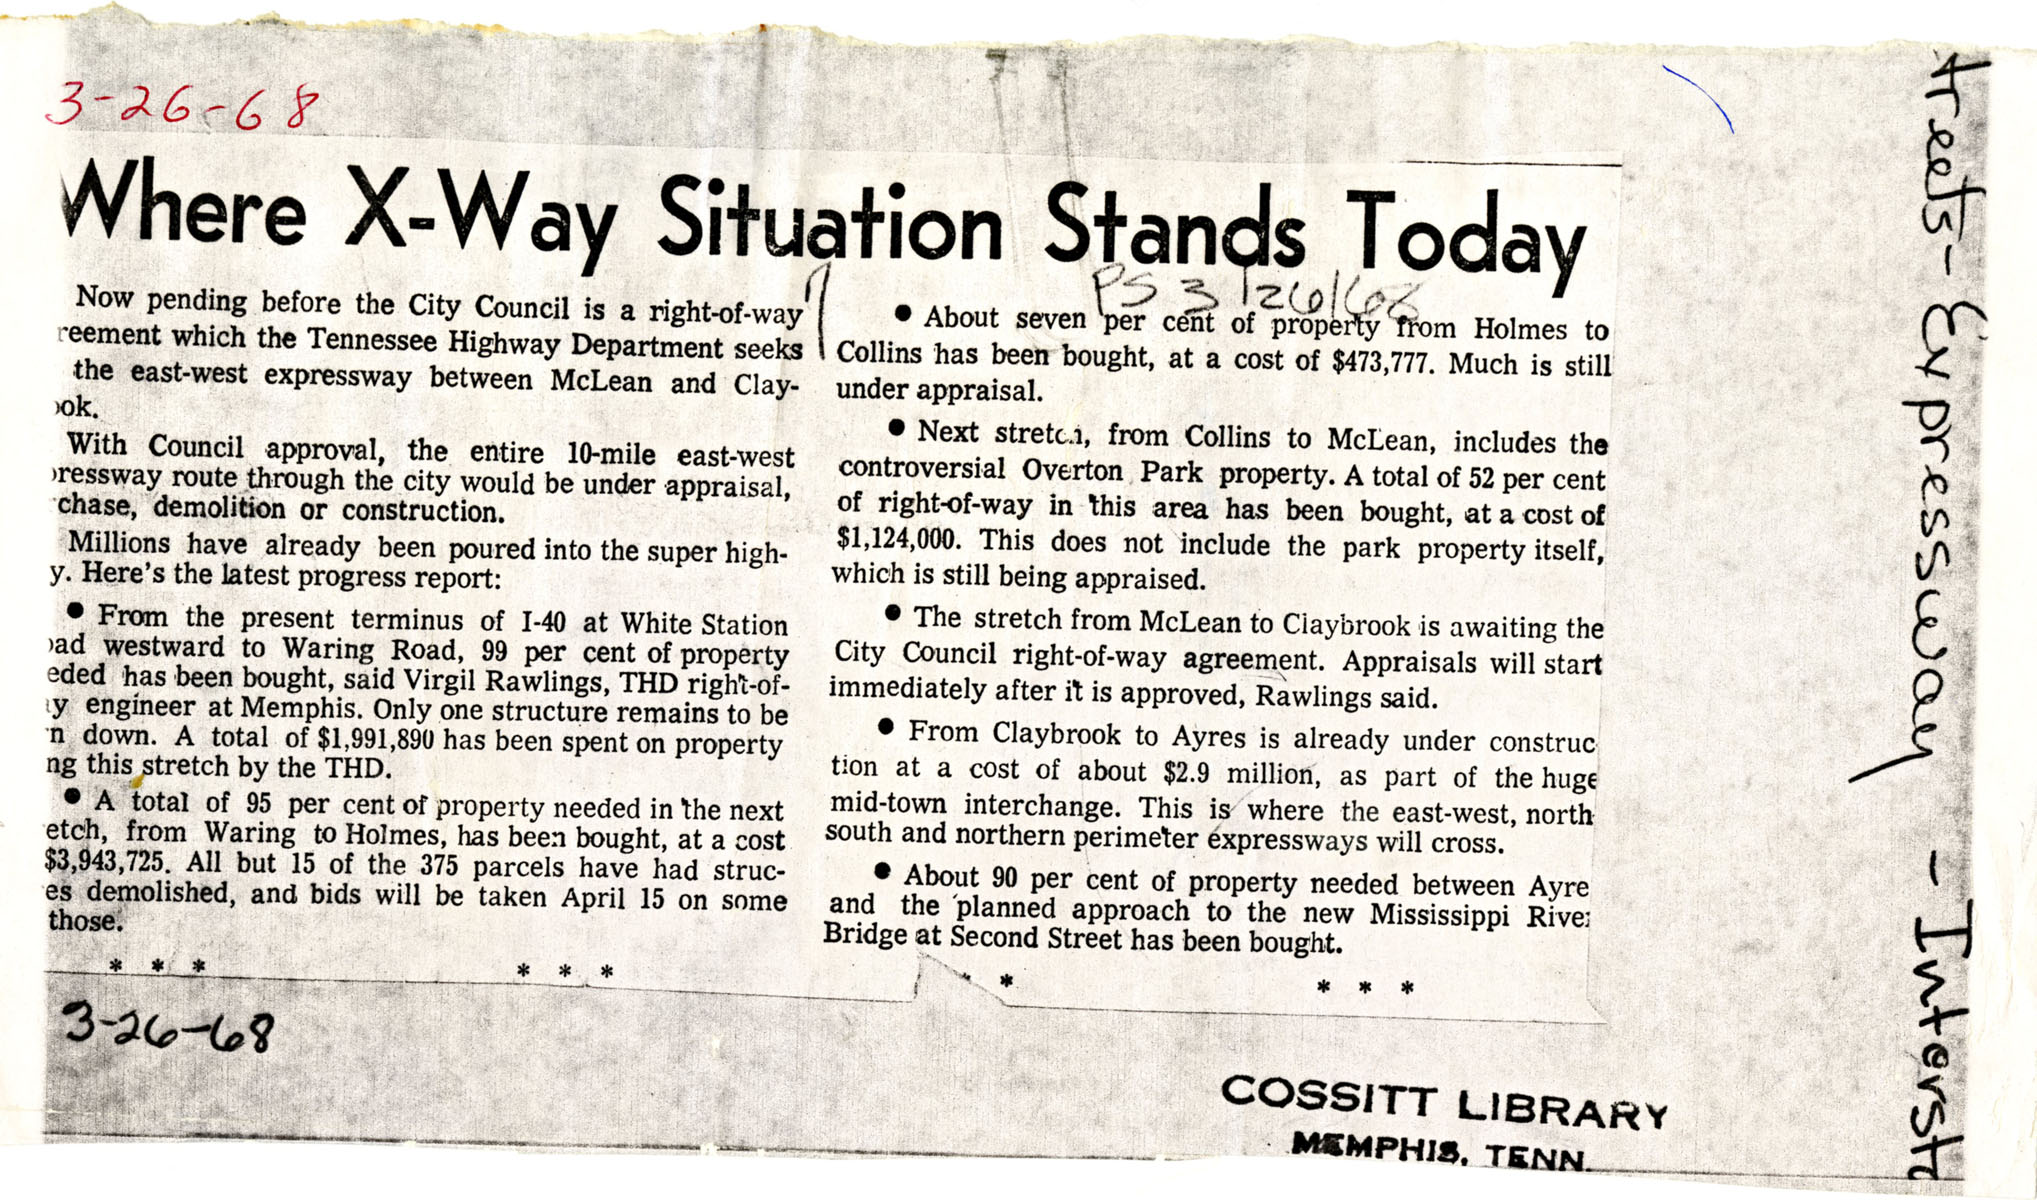 3-26-68
Where X-Way Situation Stands Today
PS 3/26/68
Now pending before the City Council is a right-of-way
reement which the Tennessee Highway Department seeks
the east-west expressway between McLean and Clay-
ok.
With Council approval, the entire 10-mile east-west
pressway route through the city would be under appraisal,
chase, demolition or construction.
Millions have already been poured into the super high-
y. Here's the latest progress report:
● From the present terminus of I-40 at White Station
oad westward to Waring Road, 99 per cent of property
eded has been bought, said Virgil Rawlings, THD right-of-
y engineer at Memphis. Only one structure remains to be
n down. A total of $1,991,890 has been spent on property
ng this stretch by the THD.
● A total of 95 per cent of property needed in the next
etch, from Waring to Holmes, has been bought, at a cost
$3,943,725. All but 15 of the 375 parcels have had struc-
es demolished, and bids will be taken April 15 on some
those.
* * * * * *
● About seven per cent of property from Holmes to
Collins has been bought, at a cost of $473,777. Much is still
under appraisal.
● Next stretch, from Collins to McLean, includes the
controversial Overton Park property. A total of 52 per cent
of right-of-way in this area has been bought, at a cost of
$1,124,000. This does not include the park property itself,
which is still being appraised.
● The stretch from McLean to Claybrook is awaiting the
City Council right-of-way agreement. Appraisals will start
immediately after it is approved, Rawlings said.
● From Claybrook to Ayres is already under construc
tion at a cost of about $2.9 million, as part of the huge
mid-town interchange. This is where the east-west, north
south and northern perimeter expressways will cross.
● About 90 per cent of property needed between Ayre
and the planned approach to the new Mississippi River
Bridge at Second Street has been bought.
* * * *
3-26-68
COSSITT LIBRARY
MEMPHIS, TENN.
treets-Expressway - Interst